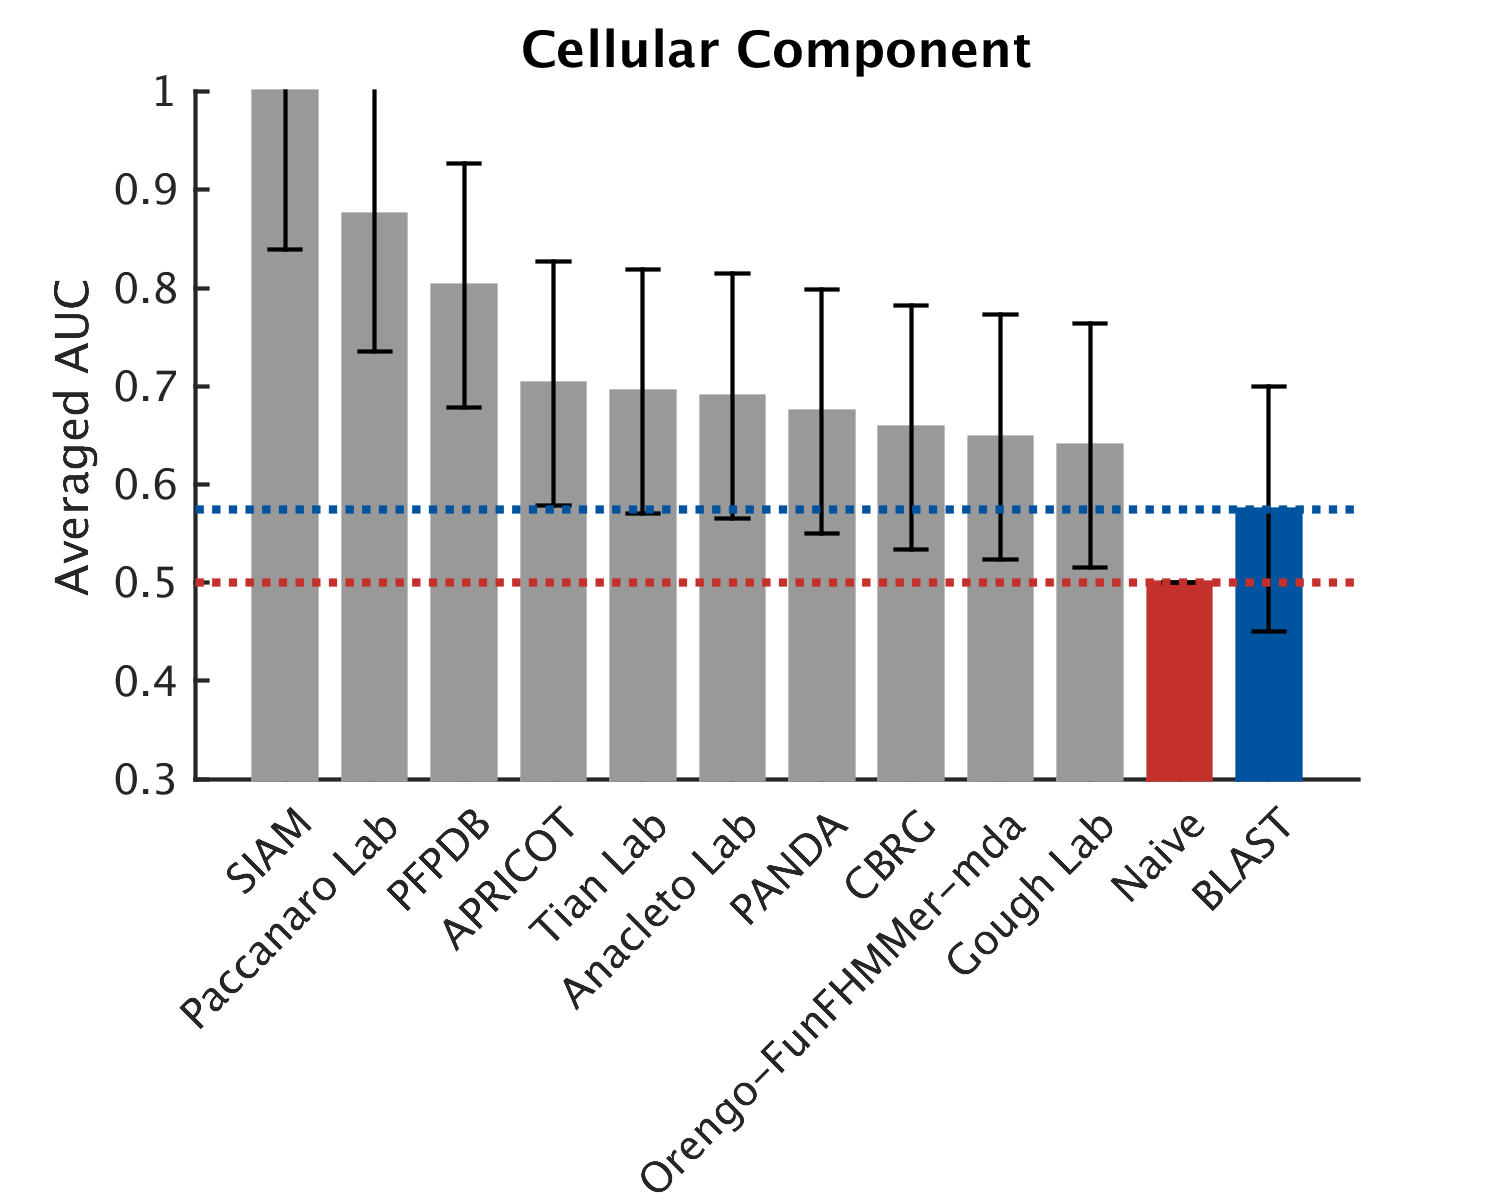 Cellular Component
Averaged AUC
1
0.9
0.8
0.7
0.6
0.5
0.4
0.3
SIAM
Paccanaro Lab
PFPDB
APRICOT
Tian Lab
Anacleto Lab
PANDA
CBRG
Orengo-FunFHMMer-mda
Gough Lab
Naive
BLAST